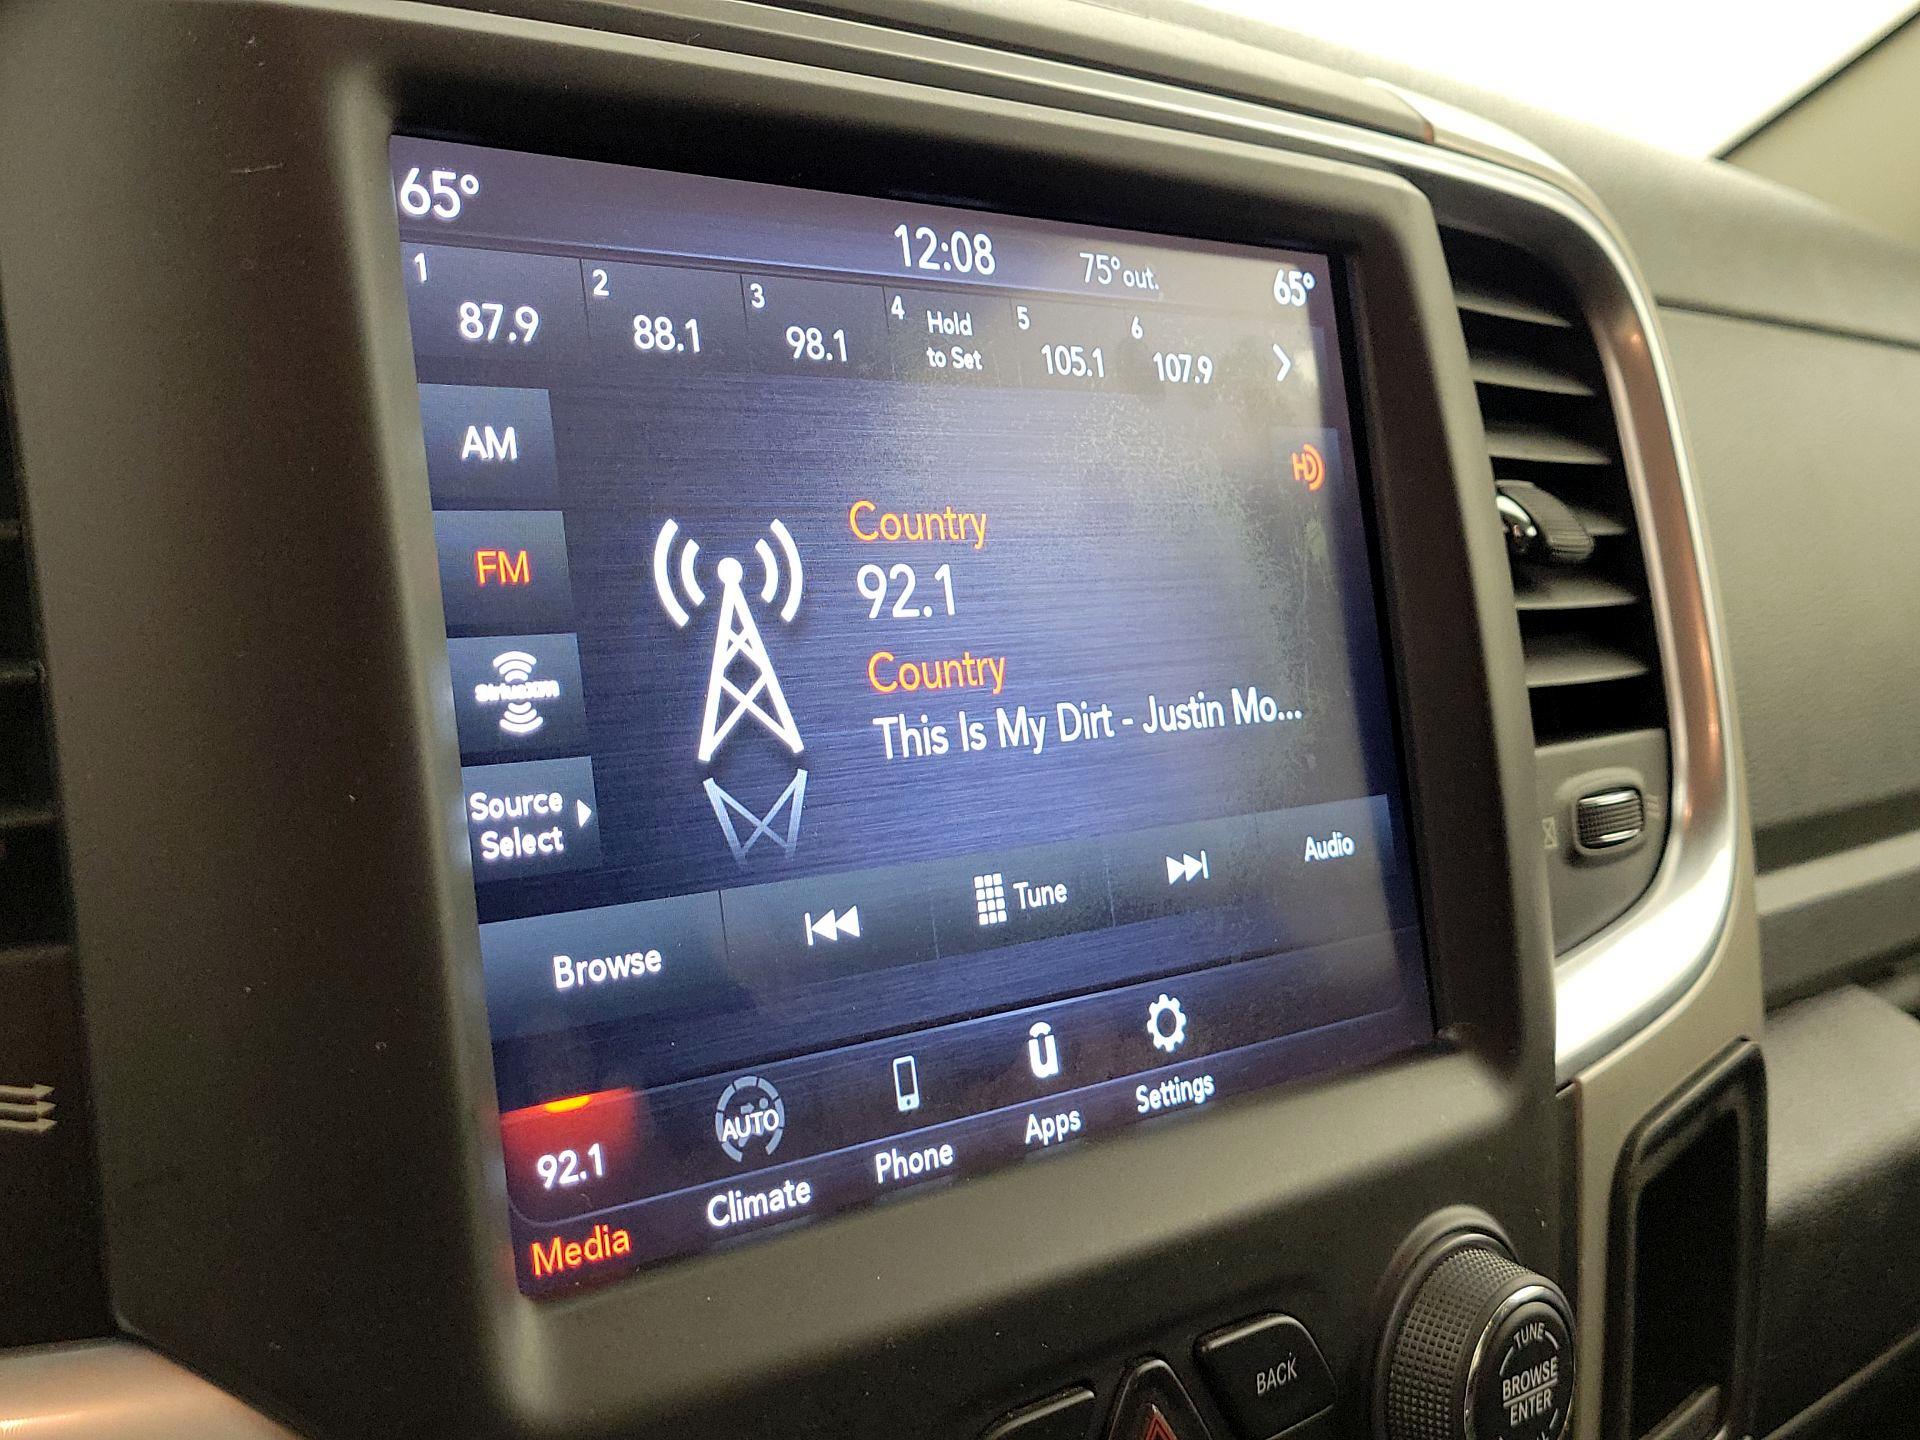 65°
12:08
75° out.
65°
1
87.9
2
88.1
3
98.1
4
Hold
to Set
5
105.1
6
107.9
AM
HD
Country
FM
92.1
siriusxm
Country
This Is My Dirt - Justin Mo...
Source
Select
Browse
Tune
Audio
92.1
AUTO
u
Media
Climate
Phone
Apps
Settings
BACK
TUNE
BROWSE
ENTER